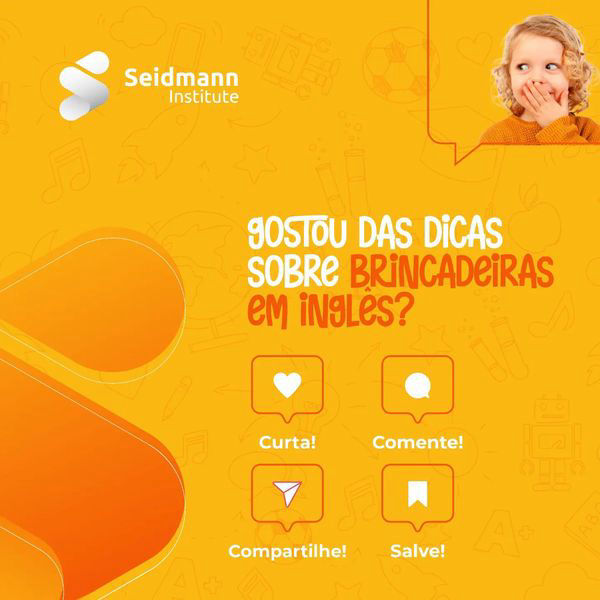 Seidmann
Institute
GOSTOU DAS DICAS
SOBRE BRINCADEIRAS
EM INGLÊS?
Curta!
Comente!
Compartilhe!
Salve!